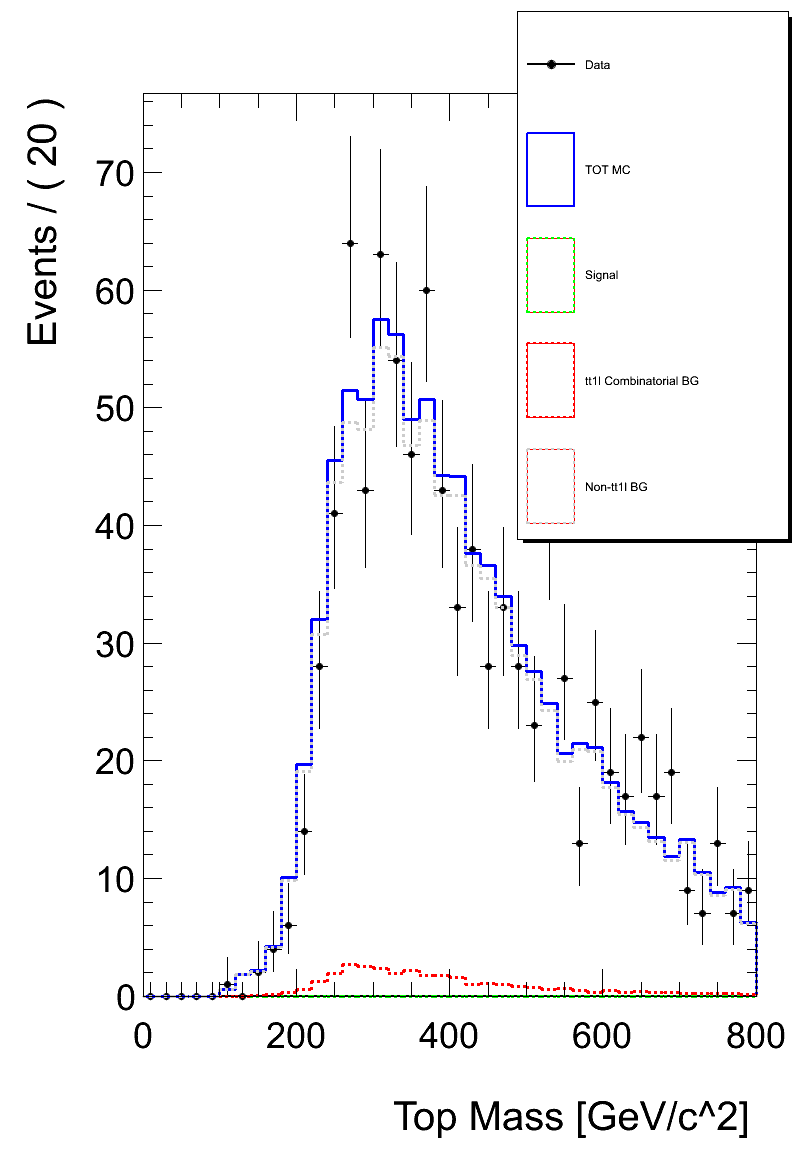 Data
TOT MC
Signal
tt1l Combinatorial BG
Non-tt1l BG
Events / ( 20 )
70
60
50
40
30
20
10
0
0 200 400 600 800
Top Mass [GeV/c^2]